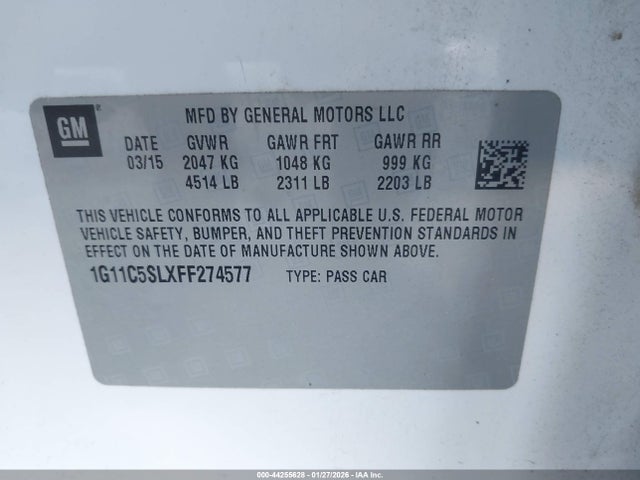 GM
MFD BY GENERAL MOTORS LLC
DATE GVWR GAWR FRT GAWR RR
03/15 2047 KG 1048 KG 999 KG
4514 LB 2311 LB 2203 LB
THIS VEHICLE CONFORMS TO ALL APPLICABLE U.S. FEDERAL MOTOR
VEHICLE SAFETY, BUMPER, AND THEFT PREVENTION STANDARDS IN
EFFECT ON THE DATE OF MANUFACTURE SHOWN ABOVE.
1G11C5SLXFF274577 TYPE: PASS CAR
000-44255628 - 01/27/2026 - IAA Inc.